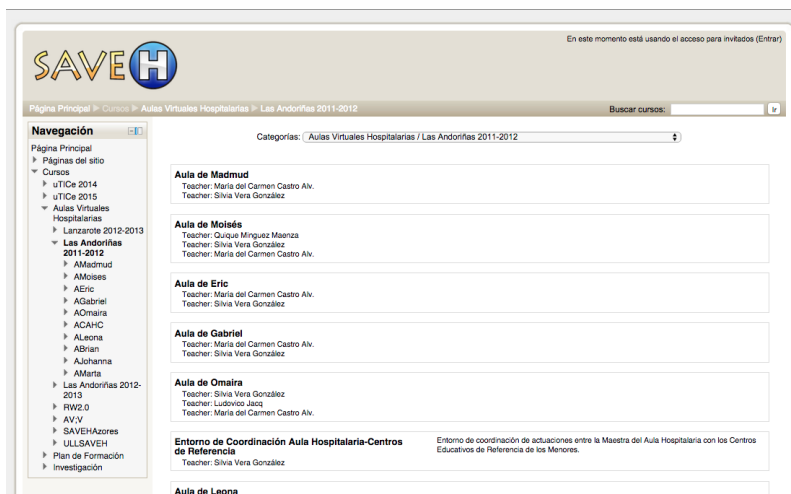 En este momento está usando el acceso para invitados (Entrar)
SAVEH
Página Principal ► Cursos ► Aulas Virtuales Hospitalarias ► Las Andoriñas 2011-2012
Buscar cursos:
Ir
Navegación
Página Principal
Páginas del sitio
Cursos
uTICe 2014
uTICe 2015
Aulas Virtuales
Hospitalarias
Lanzarote 2012-2013
Las Andoriñas
2011-2012
AMadmud
AMoises
AEric
AGabriel
AOmaira
ACAHC
ALeona
ABrian
AJohanna
AMarta
Las Andoriñas 2012-
2013
RW2.0
AV;V
SAVEHAzores
ULLSAVEH
Plan de Formación
Investigación
Categorías: Aulas Virtuales Hospitalarias / Las Andoriñas 2011-2012
Aula de Madmud
Teacher: María del Carmen Castro Alv.
Teacher: Silvia Vera González
Aula de Moisés
Teacher: Quique Minguez Maenza
Teacher: Silvia Vera González
Teacher: María del Carmen Castro Alv.
Aula de Eric
Teacher: María del Carmen Castro Alv.
Teacher: Silvia Vera González
Aula de Gabriel
Teacher: María del Carmen Castro Alv.
Teacher: Silvia Vera González
Aula de Omaira
Teacher: Silvia Vera González
Teacher: Ludovico Jacq
Teacher: María del Carmen Castro Alv.
Entorno de Coordinación Aula Hospitalaria-Centros
de Referencia
Teacher: Silvia Vera González
Entorno de coordinación de actuaciones entre la Maestra del Aula Hospitalaria con los Centros
Educativos de Referencia de los Menores.
Aula de Leona